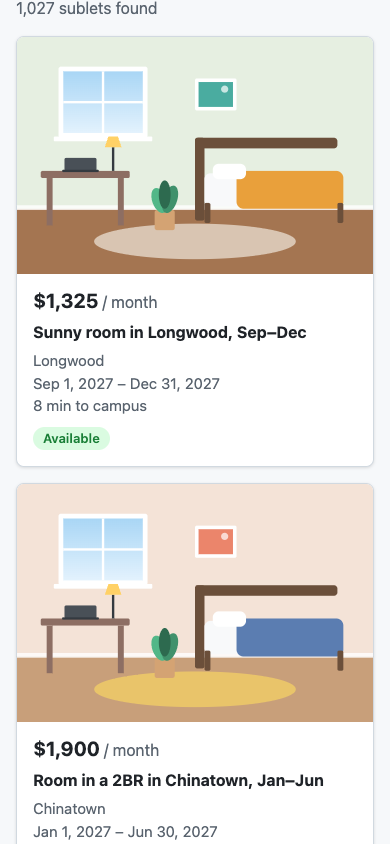 1,027 sublets found
$1,325 / month
Sunny room in Longwood, Sep–Dec
Longwood
Sep 1, 2027 – Dec 31, 2027
8 min to campus
Available
$1,900 / month
Room in a 2BR in Chinatown, Jan–Jun
Chinatown
Jan 1, 2027 – Jun 30, 2027